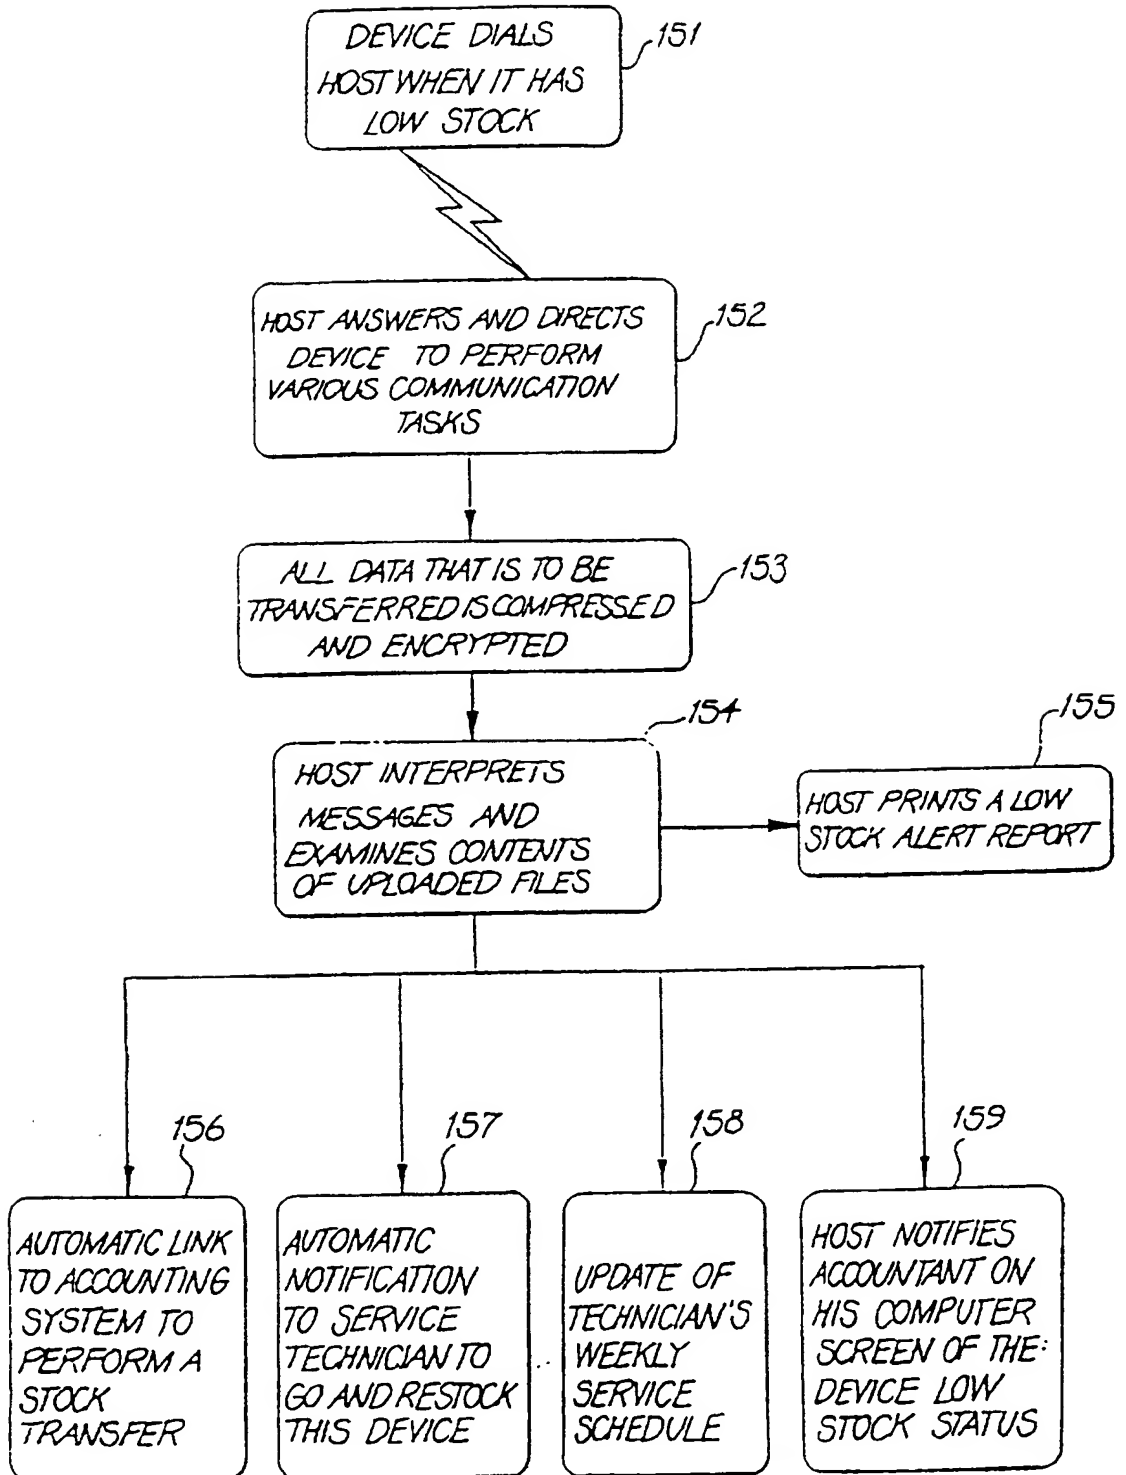 DEVICE DIALS
HOST WHEN IT HAS
LOW STOCK
151
HOST ANSWERS AND DIRECTS
DEVICE TO PERFORM
VARIOUS COMMUNICATION
TASKS
152
ALL DATA THAT IS TO BE
TRANSFERRED IS COMPRESSED
AND ENCRYPTED
153
HOST INTERPRETS
MESSAGES AND
EXAMINES CONTENTS
OF UPLOADED FILES
154
HOST PRINTS A LOW
STOCK ALERT REPORT
155
AUTOMATIC LINK
TO ACCOUNTING
SYSTEM TO
PERFORM A
STOCK
TRANSFER
156
AUTOMATIC
NOTIFICATION
TO SERVICE
TECHNICIAN TO
GO AND RESTOCK
THIS DEVICE
157
UPDATE OF
TECHNICIAN'S
WEEKLY
SERVICE
SCHEDULE
158
HOST NOTIFIES
ACCOUNTANT ON
HIS COMPUTER
SCREEN OF THE:
DEVICE LOW
STOCK STATUS
159